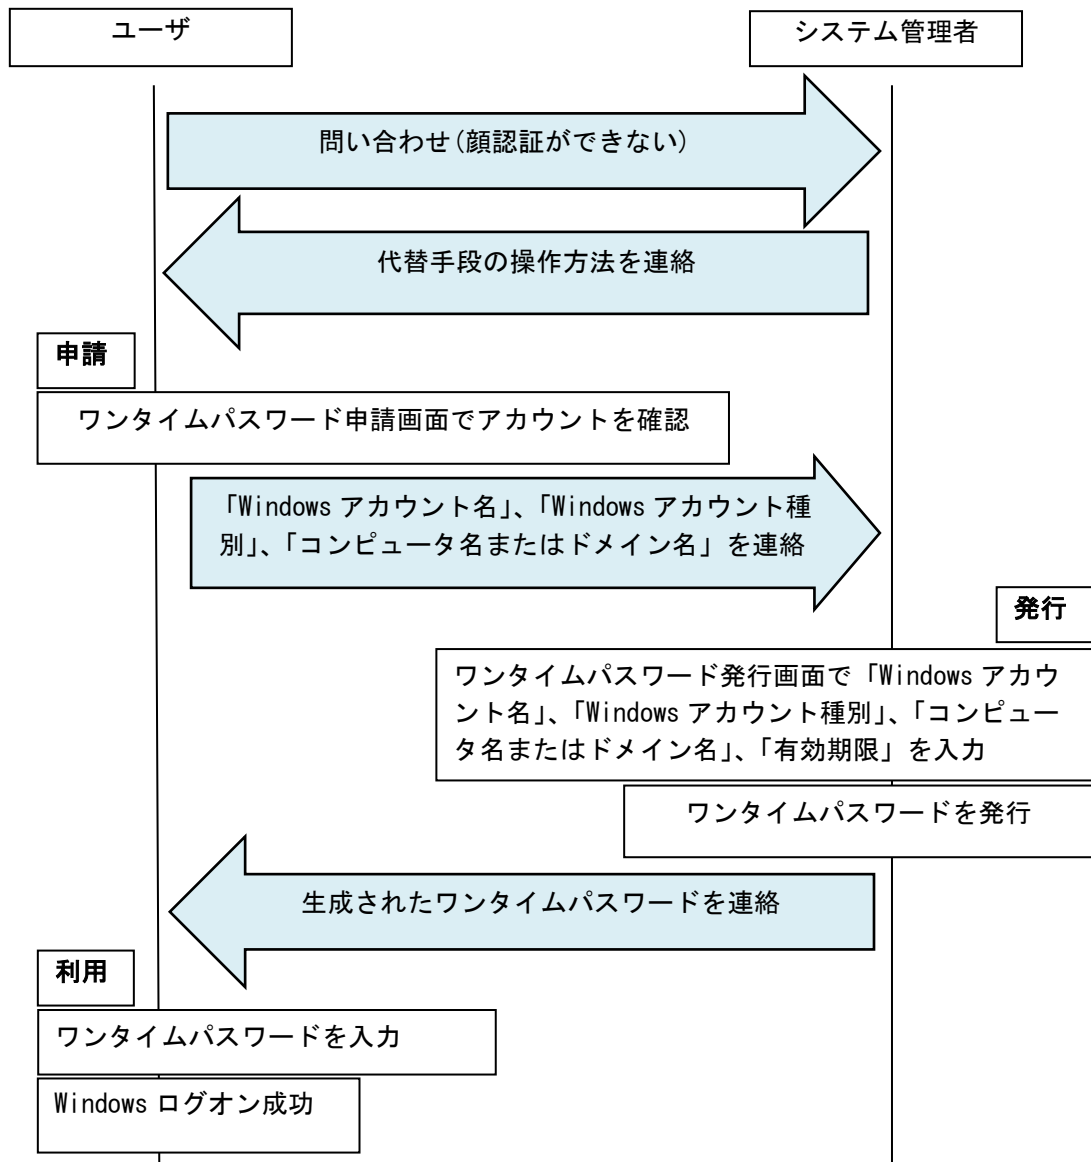 ユーザ
システム管理者
問い合わせ(顔認証ができない)
代替手段の操作方法を連絡
申請
ワンタイムパスワード申請画面でアカウントを確認
「Windows アカウント名」、「Windows アカウント種
別」、「コンピュータ名またはドメイン名」を連絡
発行
ワンタイムパスワード発行画面で「Windows アカウ
ント名」、「Windows アカウント種別」、「コンピュー
タ名またはドメイン名」、「有効期限」を入力
ワンタイムパスワードを発行
生成されたワンタイムパスワードを連絡
利用
ワンタイムパスワードを入力
Windows ログオン成功